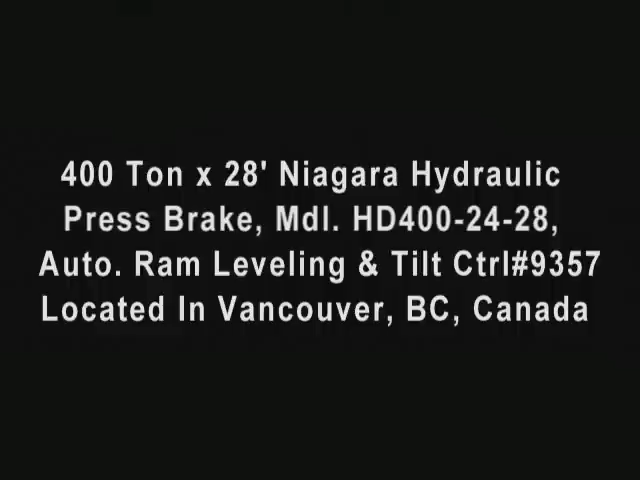 400 Ton x 28' Niagara Hydraulic
Press Brake, Mdl. HD400-24-28,
Auto. Ram Leveling & Tilt Ctrl#9357
Located In Vancouver, BC, Canada